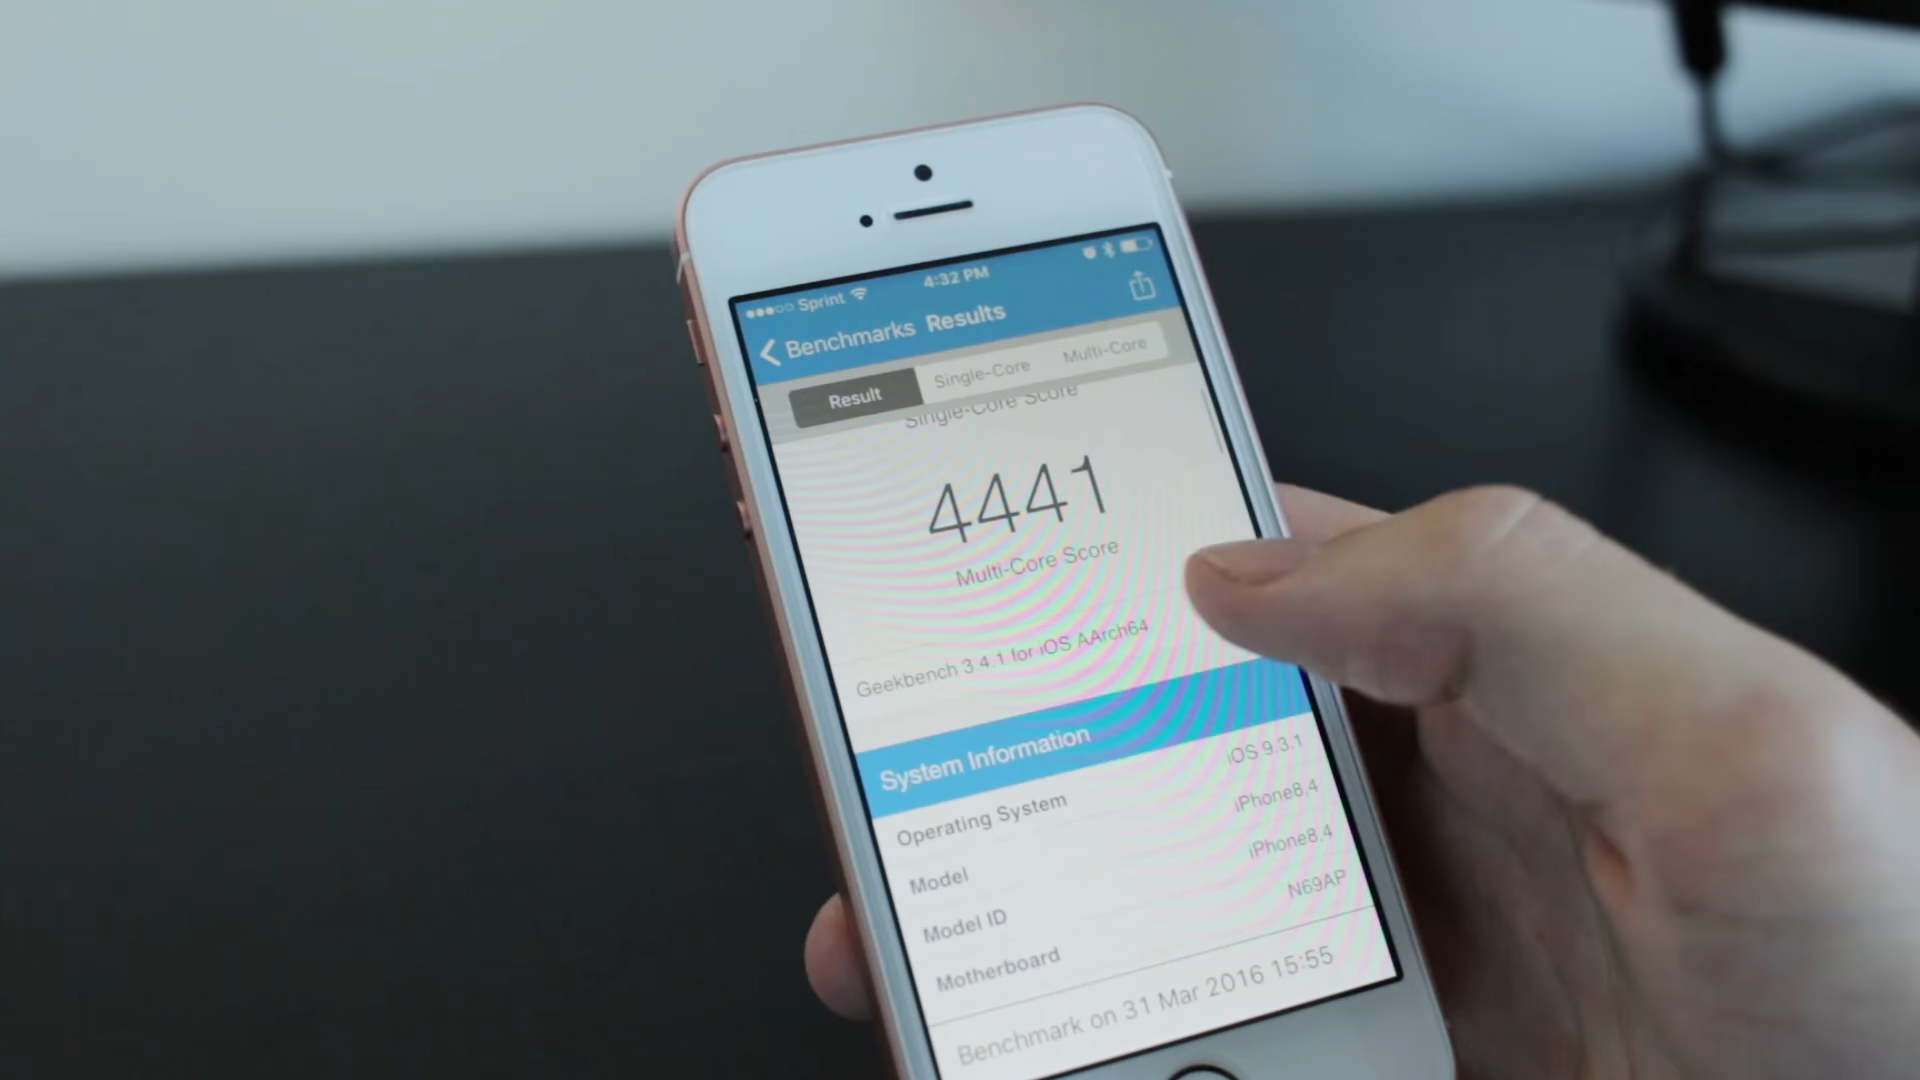 Sprint 4:32 PM
Benchmarks Results
Result Single-Core Multi-Core
Single-Core Score
4441
Multi-Core Score
Geekbench 3.4.1 for iOS AArch64
System Information
Operating System iOS 9.3.1
Model iPhone8,4
Model ID iPhone8,4
Motherboard N69AP
Benchmark on 31 Mar 2016 15:55